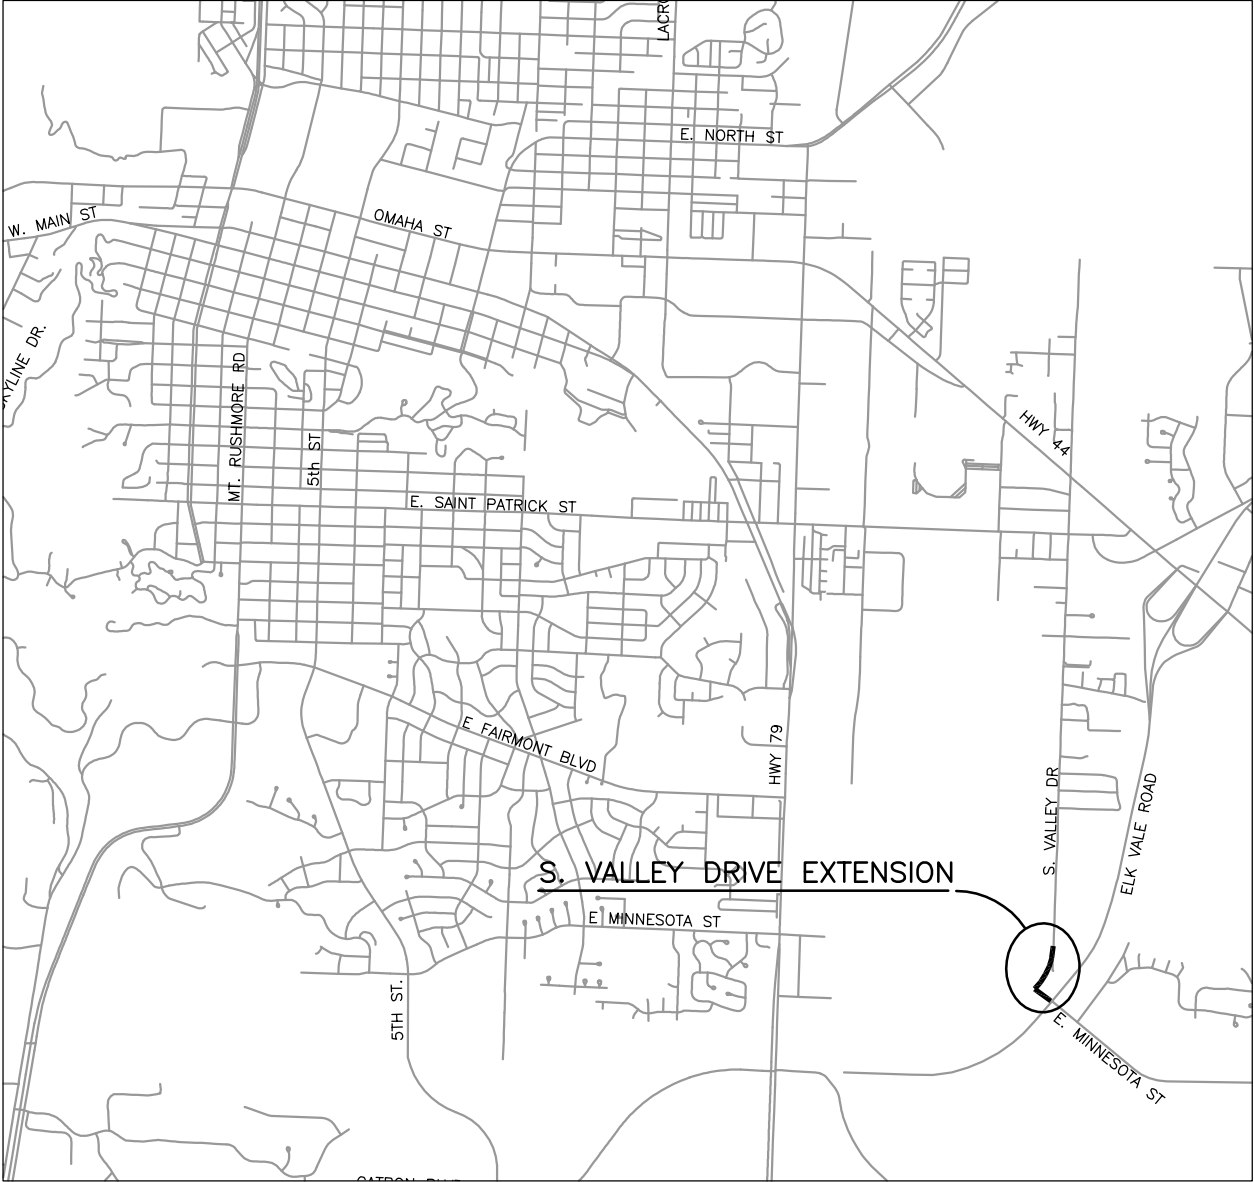 E. NORTH ST
W. MAIN ST
OMAHA ST
MT. RUSHMORE RD
5th ST
HWY 44
E. SAINT PATRICK ST
E FAIRMONT BLVD
HWY 79
S. VALLEY DR
ELK VALE ROAD
S. VALLEY DRIVE EXTENSION
E MINNESOTA ST
5TH ST.
E. MINNESOTA ST